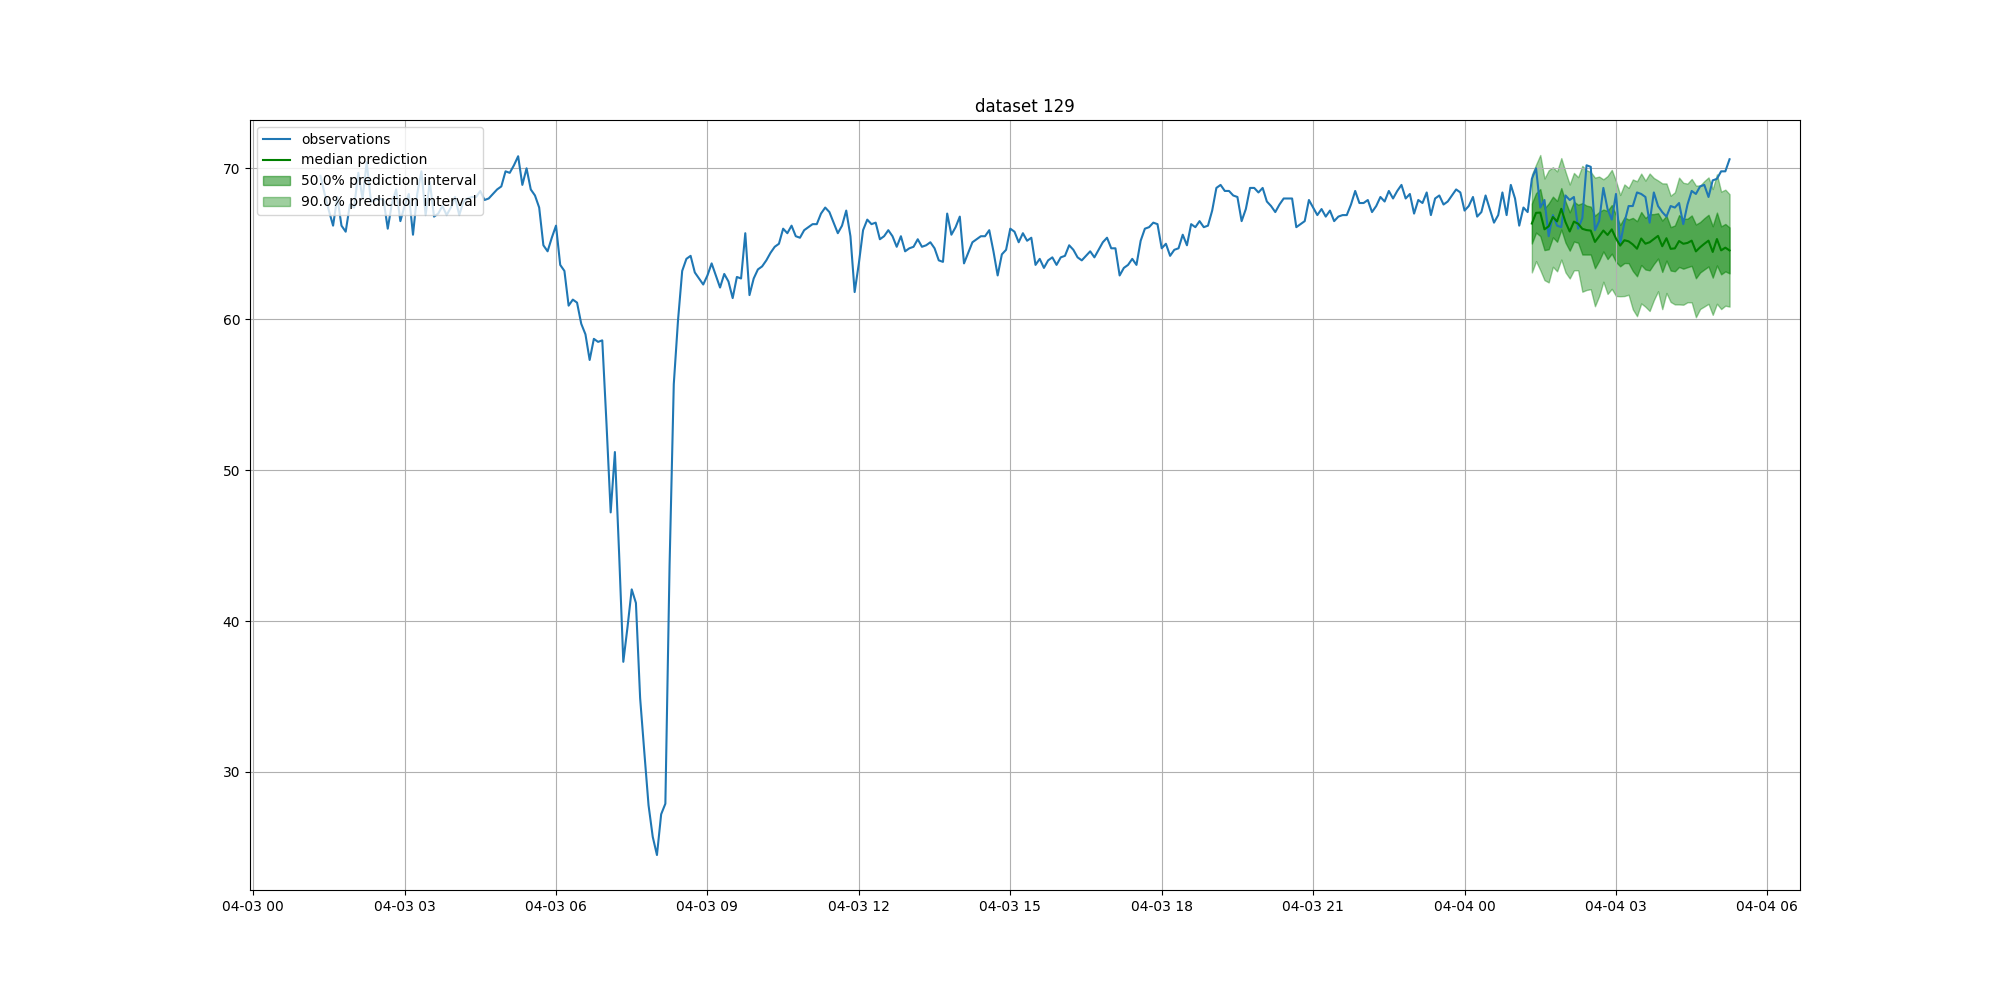 dataset 129
observations
median prediction
50.0% prediction interval
90.0% prediction interval
70
60
50
40
30
04-03 00 04-03 03 04-03 06 04-03 09 04-03 12 04-03 15 04-03 18 04-03 21 04-04 00 04-04 03 04-04 06